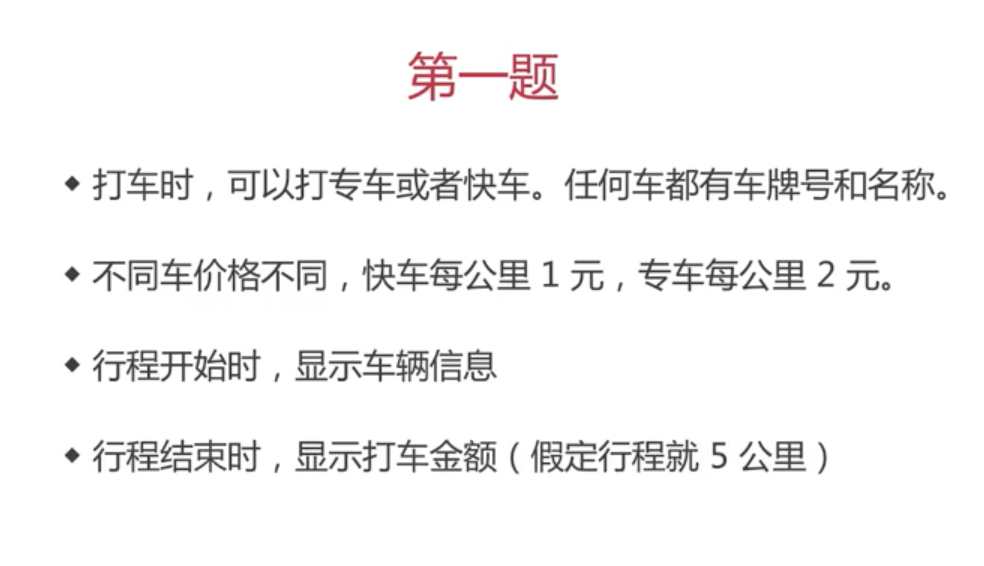 第一题
◆ 打车时，可以打专车或者快车。任何车都有车牌号和名称。
◆ 不同车价格不同，快车每公里 1 元，专车每公里 2 元。
◆ 行程开始时，显示车辆信息
◆ 行程结束时，显示打车金额（假定行程就 5 公里）